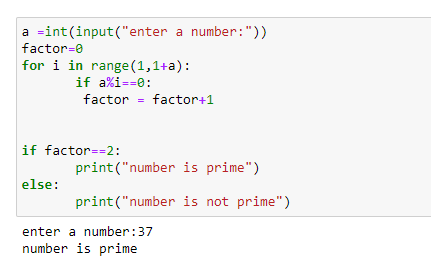 a =int(input("enter a number:"))
factor=0
for i in range(1,1+a):
        if a%i==0:
         factor = factor+1
if factor==2:
        print("number is prime")
else:
        print("number is not prime")
enter a number:37
number is prime